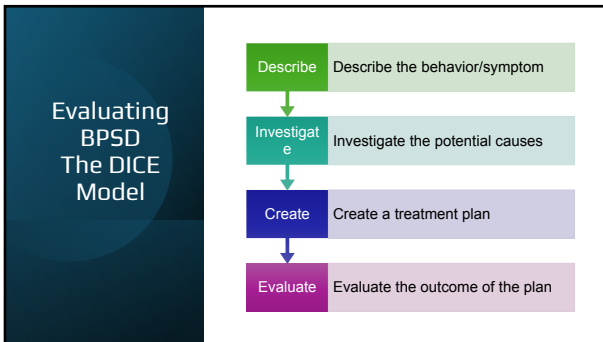 Evaluating
BPSD
The DICE
Model
Describe
Describe the behavior/symptom
Investigat
e
Investigate the potential causes
Create
Create a treatment plan
Evaluate
Evaluate the outcome of the plan